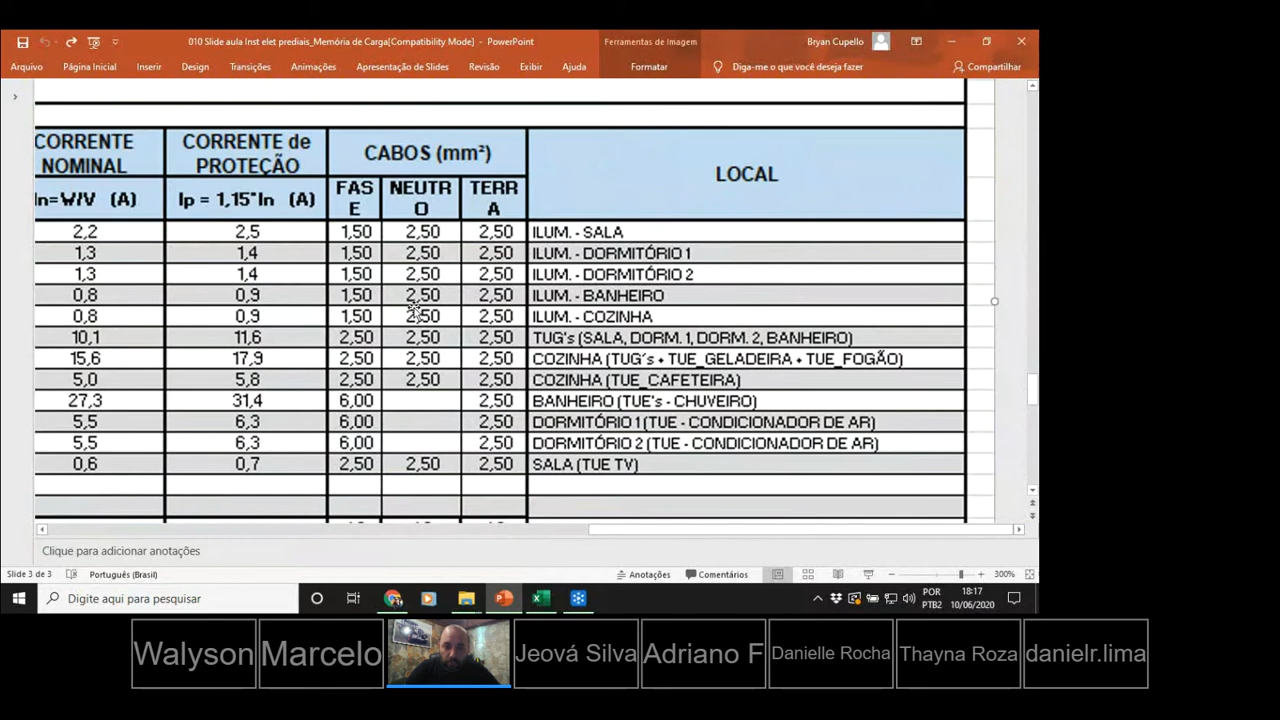 010 Slide aula Inst elet prediais_Memória de Carga[Compatibility Mode] - PowerPoint
Ferramentas de Imagem
Bryan Cupello
Arquivo Página Inicial Inserir Design Transições Animações Apresentação de Slides Revisão Exibir Ajuda Formatar Diga-me o que você deseja fazer Compartilhar
CORRENTE NOMINAL CORRENTE de PROTEÇÃO CABOS (mm²) LOCAL
In=W/V (A) Ip = 1,15*In (A) FASE NEUTRO TERRA
2,2 2,5 1,50 2,50 2,50 ILUM. - SALA
1,3 1,4 1,50 2,50 2,50 ILUM. - DORMITÓRIO 1
1,3 1,4 1,50 2,50 2,50 ILUM. - DORMITÓRIO 2
0,8 0,9 1,50 2,50 2,50 ILUM. - BANHEIRO
0,8 0,9 1,50 2,50 2,50 ILUM. - COZINHA
10,1 11,6 2,50 2,50 2,50 TUG's (SALA, DORM. 1, DORM. 2, BANHEIRO)
15,6 17,9 2,50 2,50 2,50 COZINHA (TUG´s + TUE_GELADEIRA + TUE_FOGÃO)
5,0 5,8 2,50 2,50 2,50 COZINHA (TUE_CAFETEIRA)
27,3 31,4 6,00 2,50 BANHEIRO (TUE's - CHUVEIRO)
5,5 6,3 6,00 2,50 DORMITÓRIO 1 (TUE - CONDICIONADOR DE AR)
5,5 6,3 6,00 2,50 DORMITÓRIO 2 (TUE - CONDICIONADOR DE AR)
0,6 0,7 2,50 2,50 2,50 SALA (TUE TV)
Clique para adicionar anotações
Slide 3 de 3 Português (Brasil) Anotações Comentários 300%
Digite aqui para pesquisar
POR 18:17
PTB2 10/06/2020
Walyson Marcelo Jeová Silva Adriano F Danielle Rocha Thayna Roza danielr.lima